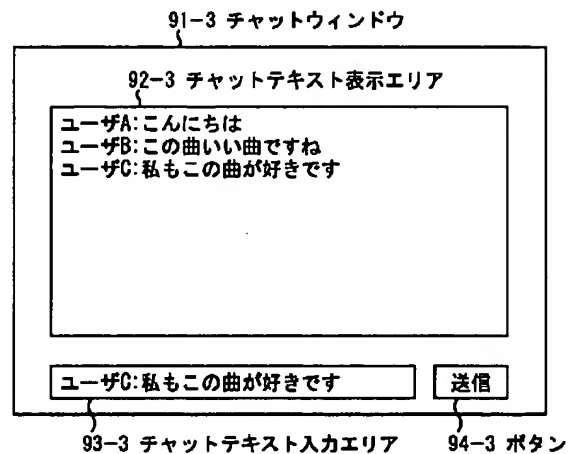 91-3 チャットウィンドウ
92-3 チャットテキスト表示エリア
ユーザA:こんにちは
ユーザB:この曲いい曲ですね
ユーザC:私もこの曲が好きです
ユーザC:私もこの曲が好きです
送信
93-3 チャットテキスト入力エリア
94-3 ボタン